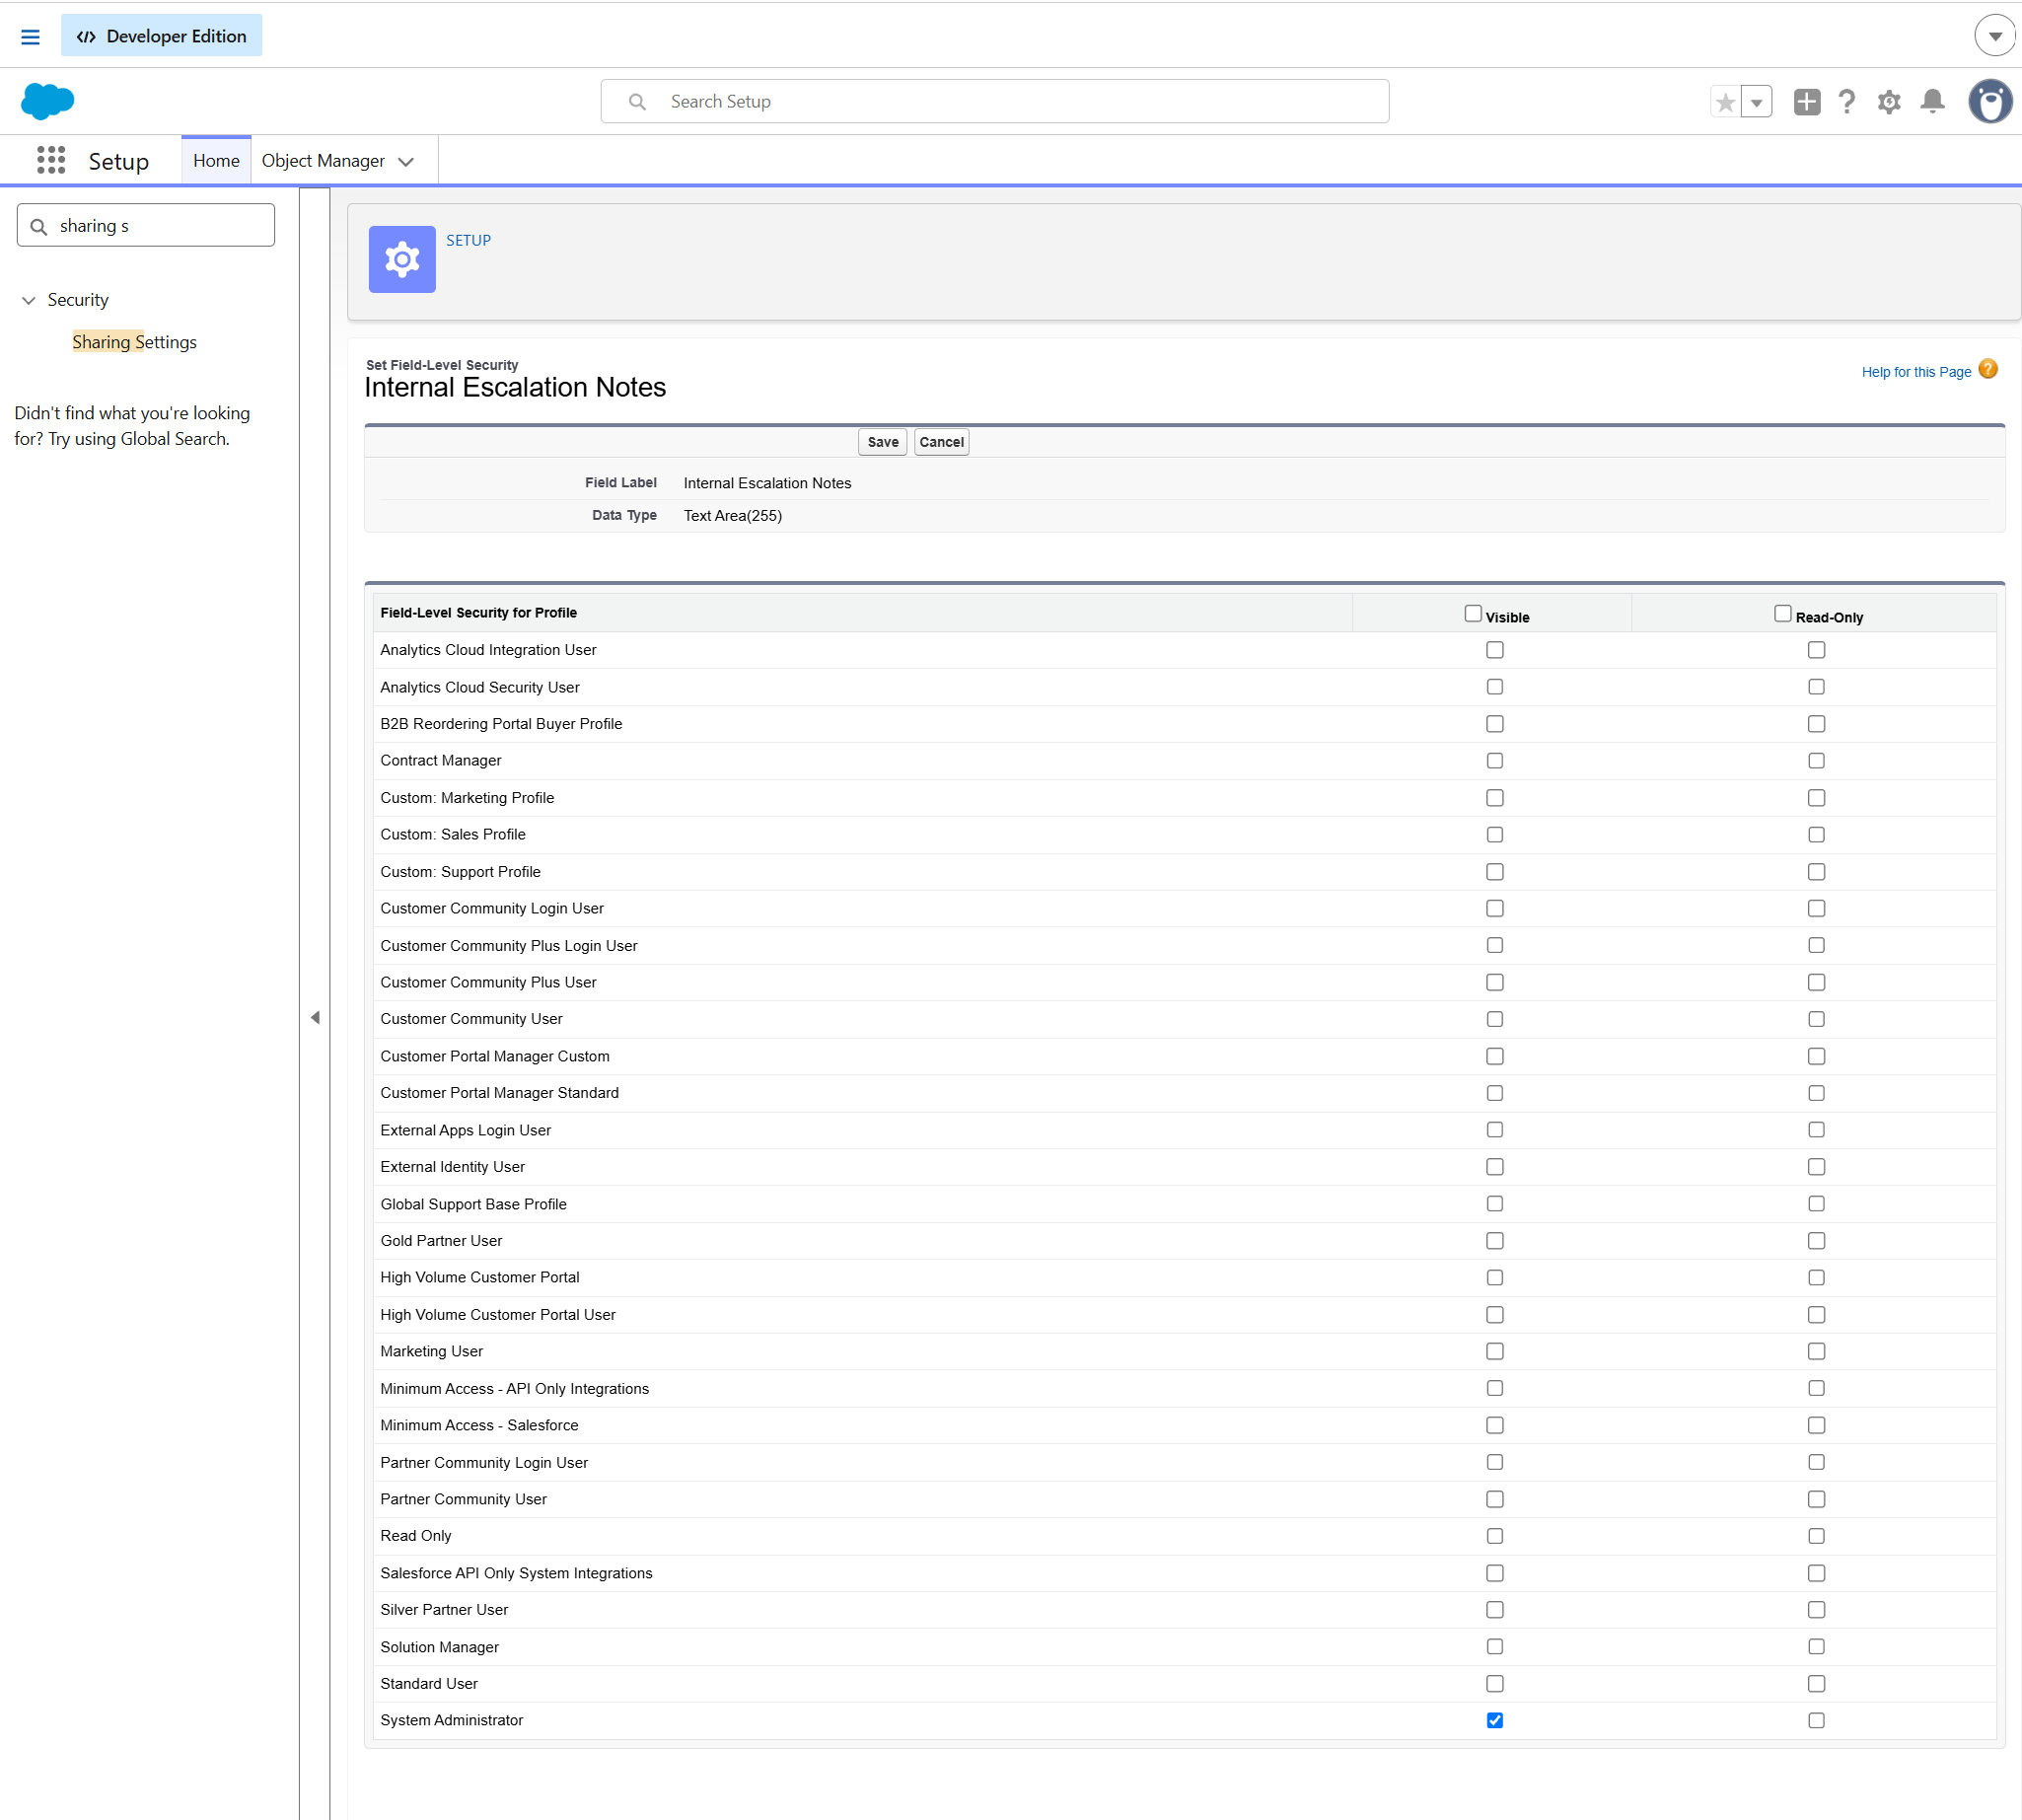 </> Developer Edition
Search Setup
Setup
Home
Object Manager
sharing s
Security
Sharing Settings
Didn't find what you're looking
for? Try using Global Search.
SETUP
Set Field-Level Security
Internal Escalation Notes
Help for this Page ?
Save Cancel
Field Label Internal Escalation Notes
Data Type Text Area(255)
Field-Level Security for Profile Visible Read-Only
Analytics Cloud Integration User
Analytics Cloud Security User
B2B Reordering Portal Buyer Profile
Contract Manager
Custom: Marketing Profile
Custom: Sales Profile
Custom: Support Profile
Customer Community Login User
Customer Community Plus Login User
Customer Community Plus User
Customer Community User
Customer Portal Manager Custom
Customer Portal Manager Standard
External Apps Login User
External Identity User
Global Support Base Profile
Gold Partner User
High Volume Customer Portal
High Volume Customer Portal User
Marketing User
Minimum Access - API Only Integrations
Minimum Access - Salesforce
Partner Community Login User
Partner Community User
Read Only
Salesforce API Only System Integrations
Silver Partner User
Solution Manager
Standard User
System Administrator